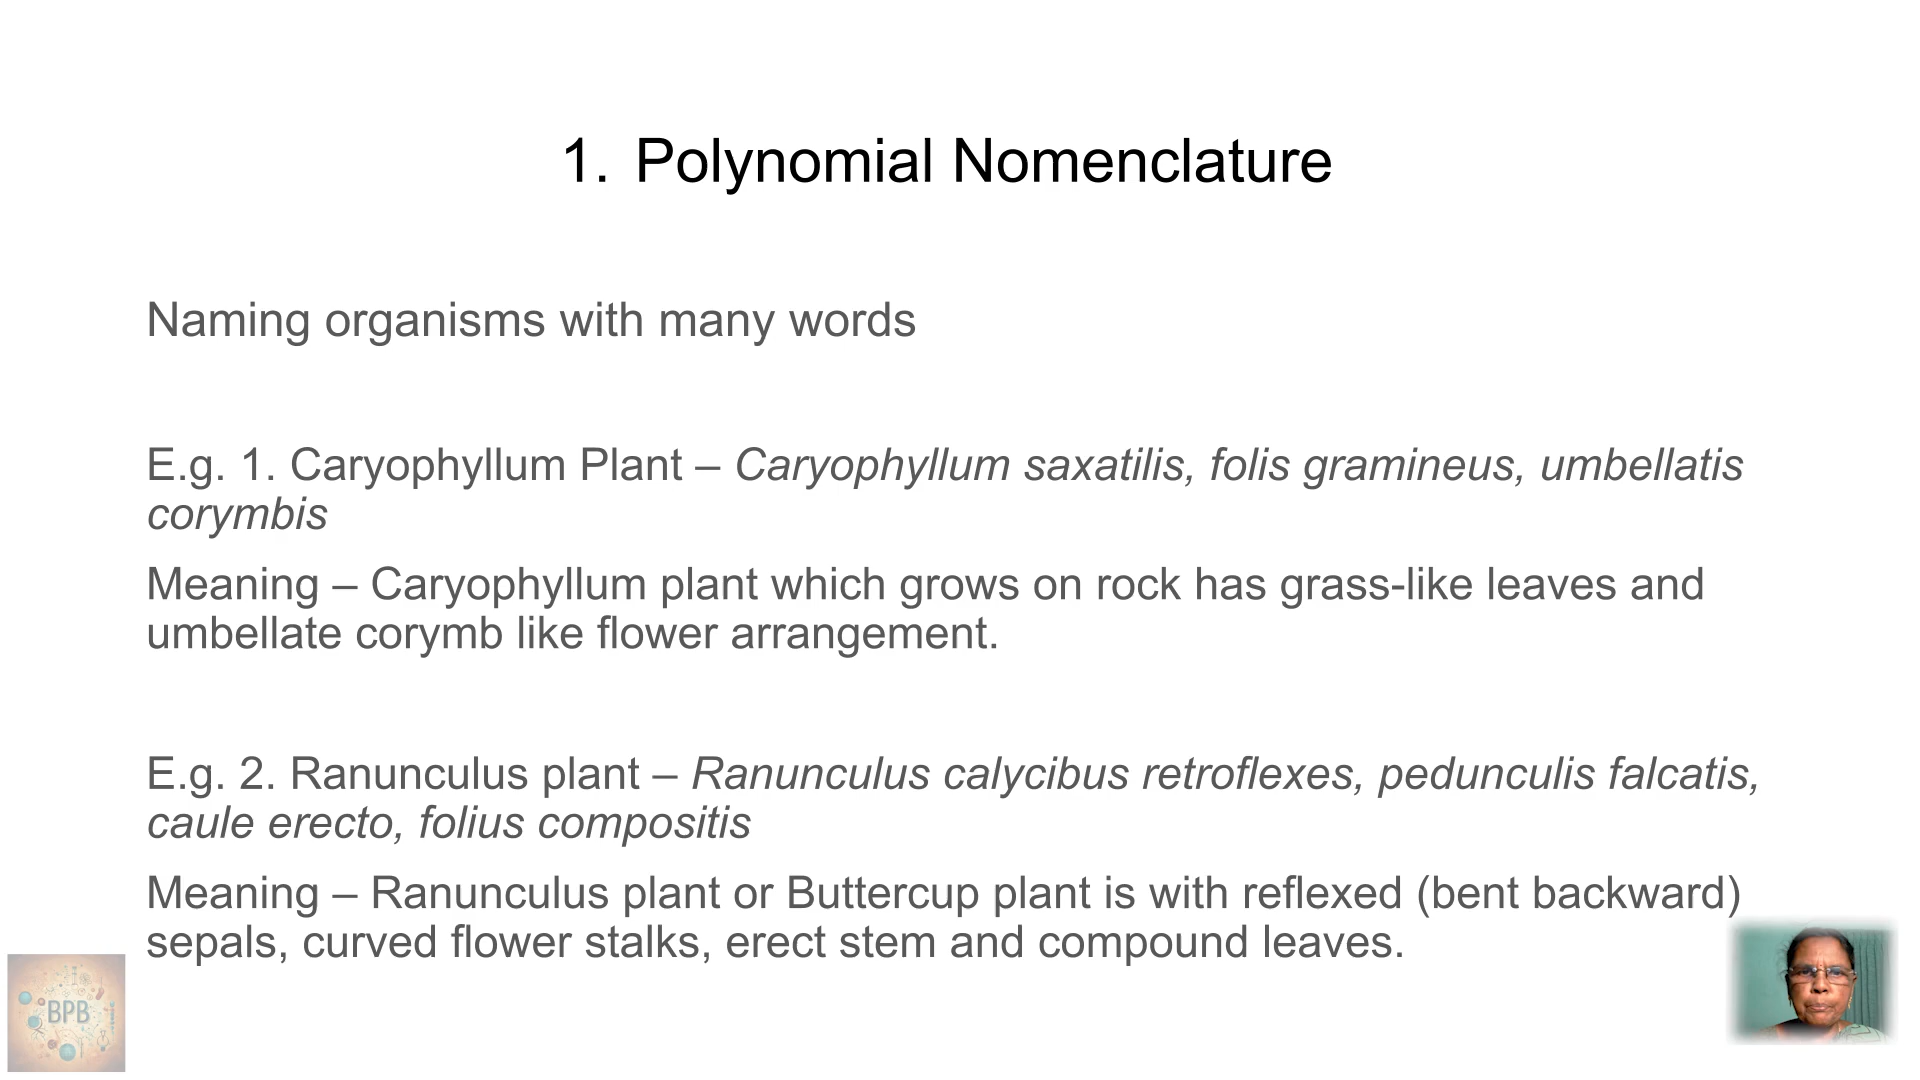 1. Polynomial Nomenclature
Naming organisms with many words
E.g. 1. Caryophyllum Plant – Caryophyllum saxatilis, folis gramineus, umbellatis
corymbis
Meaning – Caryophyllum plant which grows on rock has grass-like leaves and
umbellate corymb like flower arrangement.
E.g. 2. Ranunculus plant – Ranunculus calycibus retroflexes, pedunculis falcatis,
caule erecto, folius compositis
Meaning – Ranunculus plant or Buttercup plant is with reflexed (bent backward)
sepals, curved flower stalks, erect stem and compound leaves.
BPB